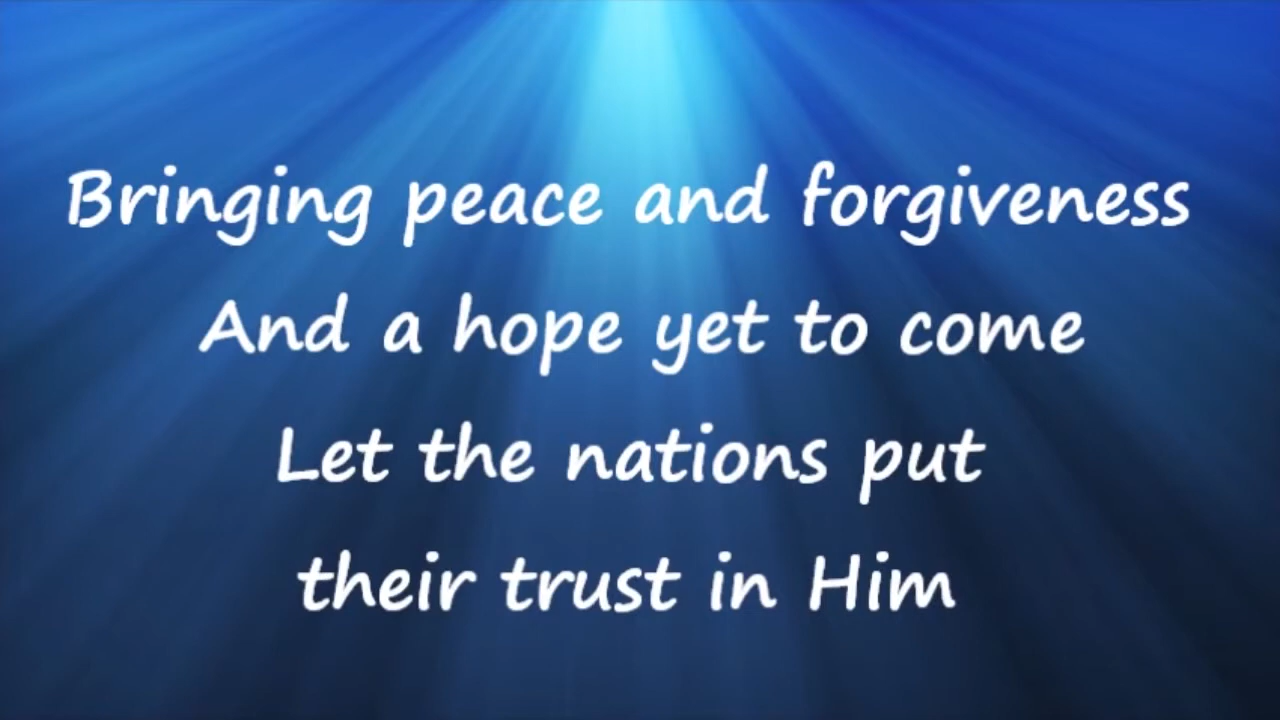 Bringing peace and forgiveness
And a hope yet to come
Let the nations put
their trust in Him